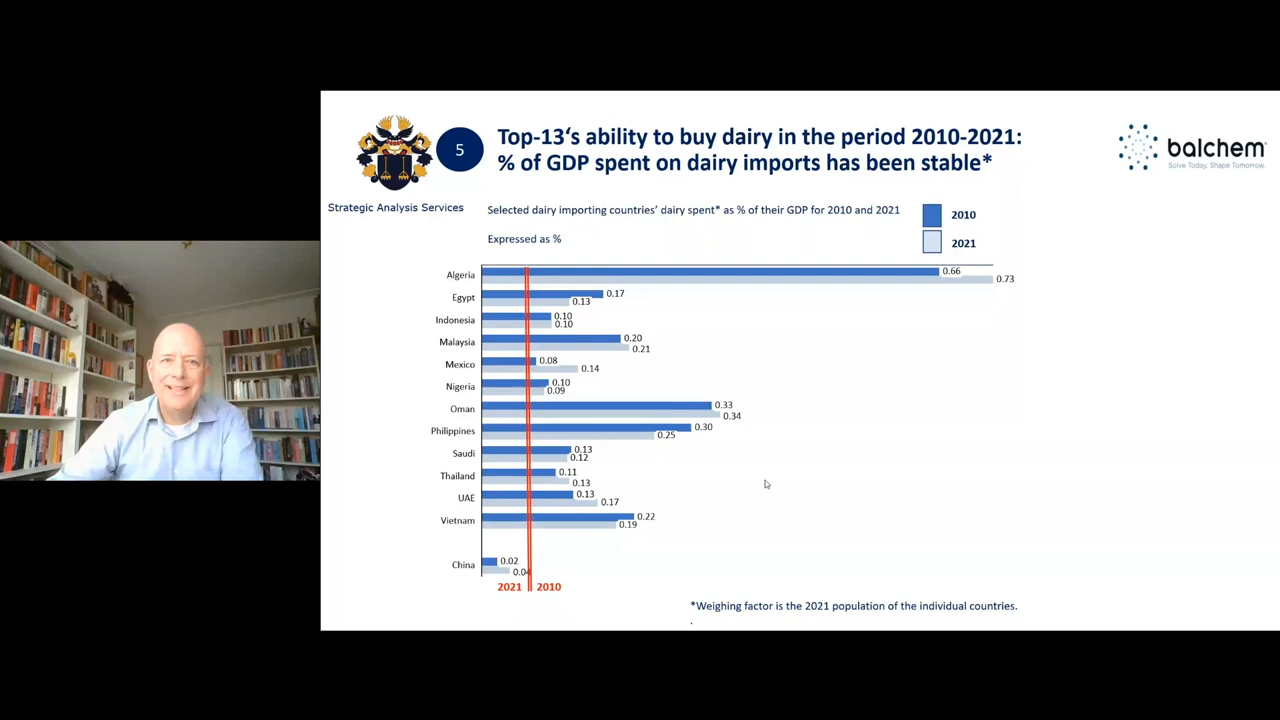 5
Top-13‘s ability to buy dairy in the period 2010-2021:
% of GDP spent on dairy imports has been stable*
balchem
Solve Today. Shape Tomorrow.
Strategic Analysis Services
Selected dairy importing countries’ dairy spent* as % of their GDP for 2010 and 2021
2010
Expressed as %
2021
Algeria 0.66
0.73
Egypt 0.17
0.13
Indonesia 0.10
0.10
Malaysia 0.20
0.21
Mexico 0.08
0.14
Nigeria 0.10
0.09
Oman 0.33
0.34
Philippines 0.30
0.25
Saudi 0.13
0.12
Thailand 0.11
0.13
UAE 0.13
0.17
Vietnam 0.22
0.19
China 0.02
0.04
2021 2010
*Weighing factor is the 2021 population of the individual countries.
.